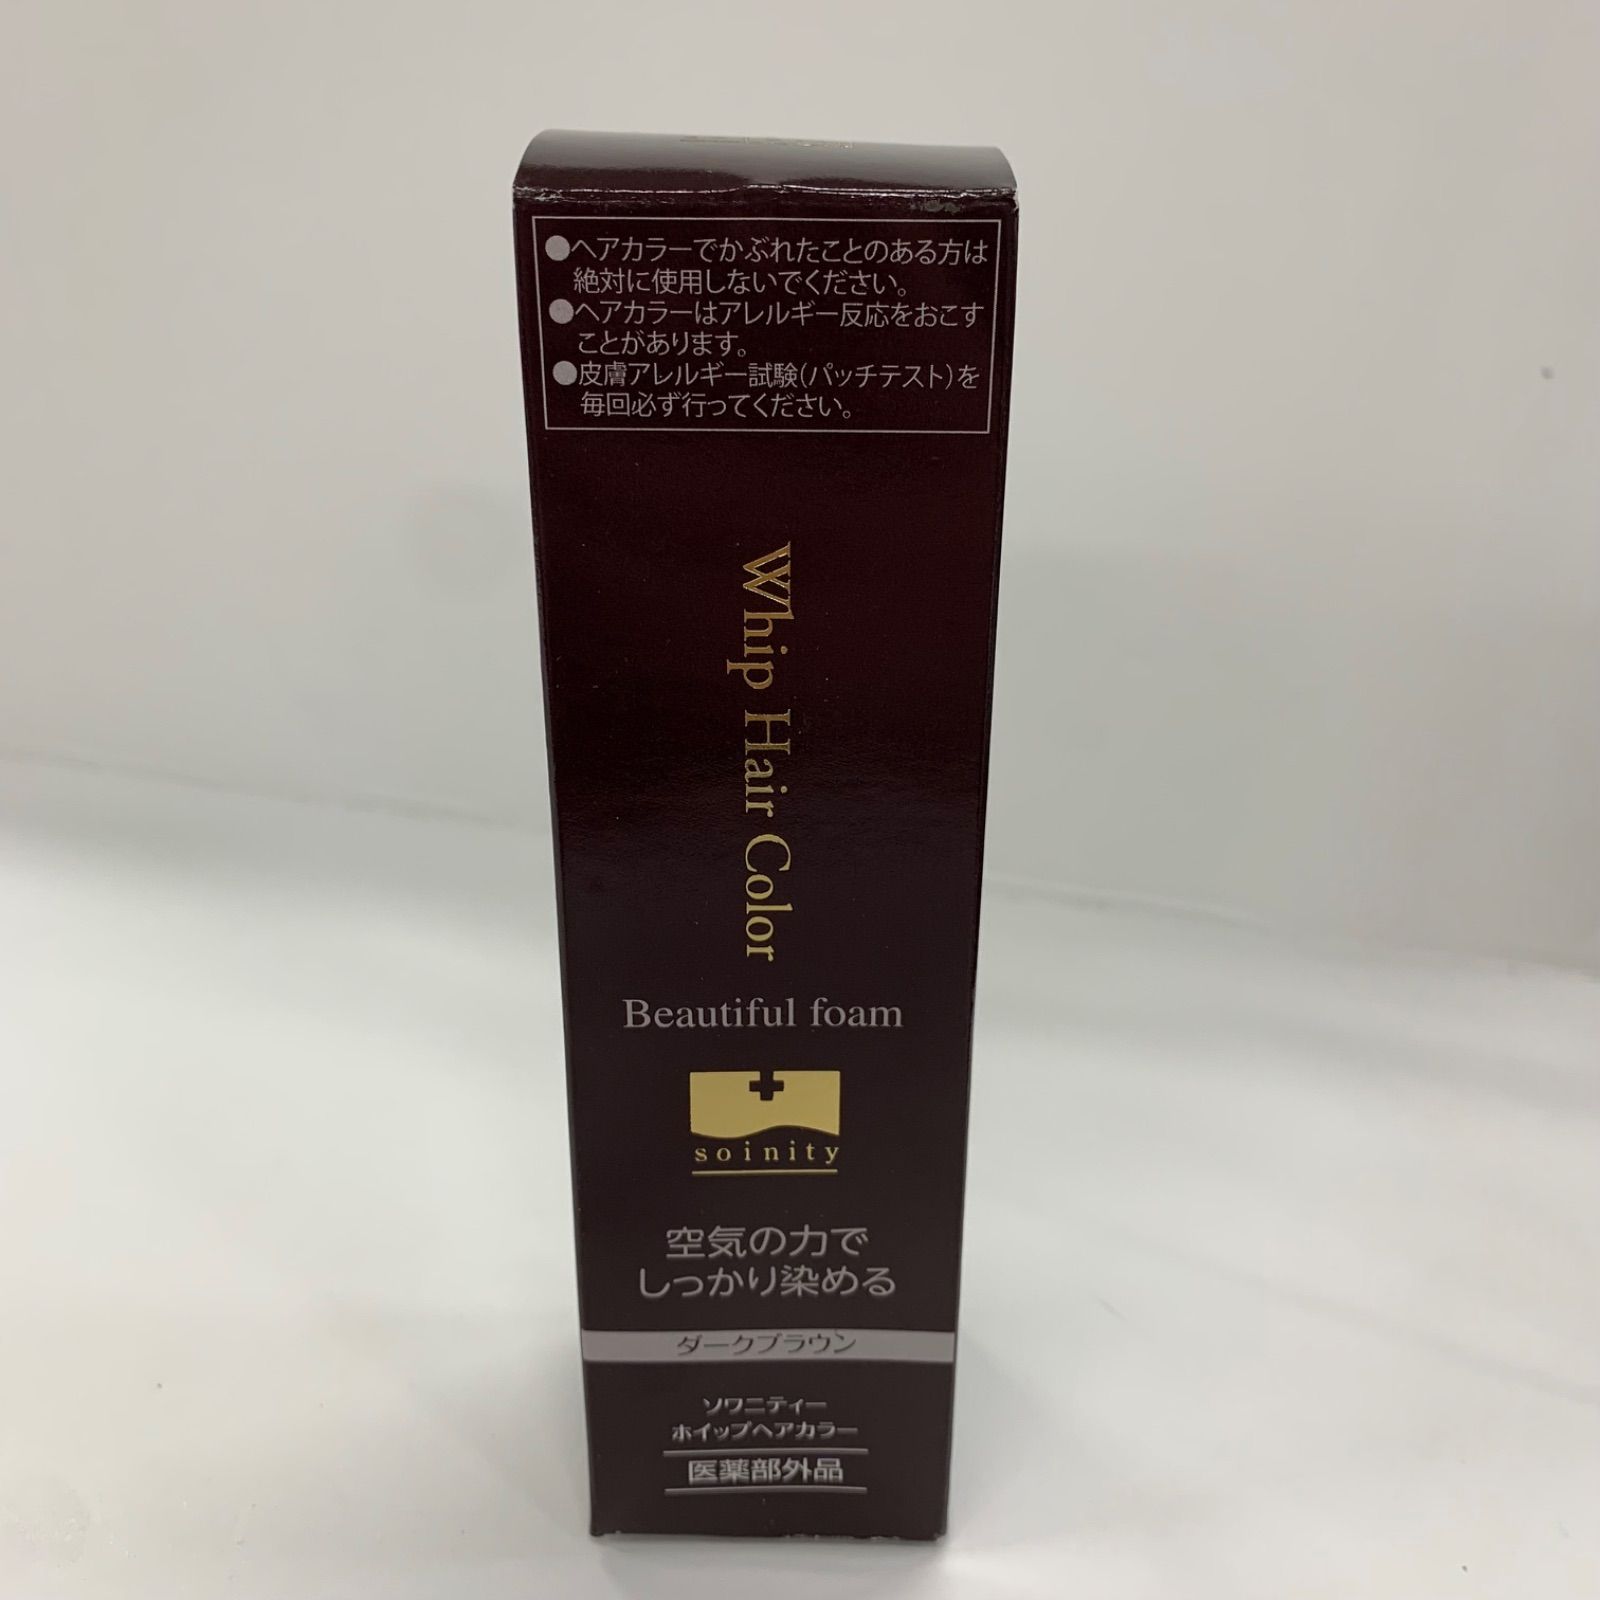 ●ヘアカラーでかぶれたことのある方は
絶対に使用しないでください。
●ヘアカラーはアレルギー反応をおこす
ことがあります。
●皮膚アレルギー試験(パッチテスト)を
毎回必ず行ってください。
Whip Hair Color
Beautiful foam
soinity
空気の力で
しっかり染める
ダークブラウン
ソワニティー
ホイップヘアカラー
医薬部外品